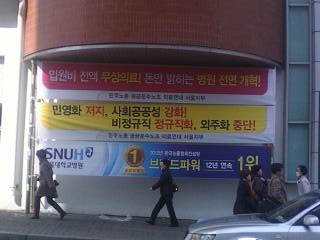 입원비 전액 무상의료! 돈만 밝히는 병원 전면 개혁!
민주노총 공공운수노조 의료연대 서울지부
민영화 저지, 사회공공성 강화!
비정규직 정규직화, 외주화 중단!
민주노총 공공운수노조 의료연대 서울지부
SNUH
대학교병원
1
브랜드파워 12년 연속 1위